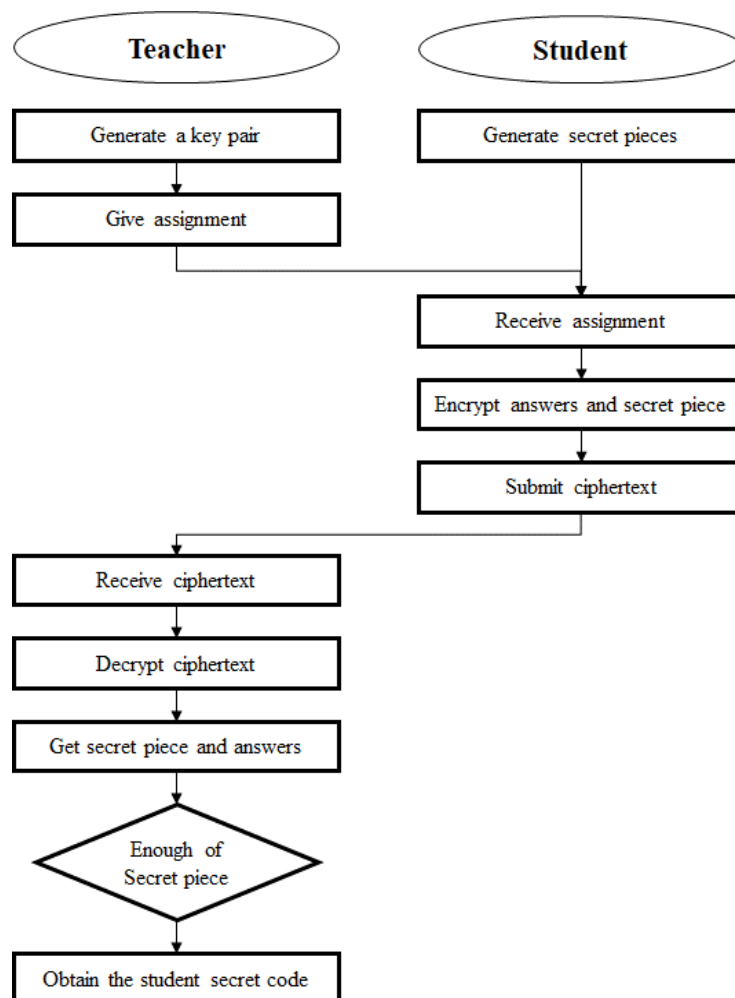 Teacher
Student
Generate a key pair
Generate secret pieces
Give assignment
Receive assignment
Encrypt answers and secret piece
Submit ciphertext
Receive ciphertext
Decrypt ciphertext
Get secret piece and answers
Enough of
Secret piece
Obtain the student secret code